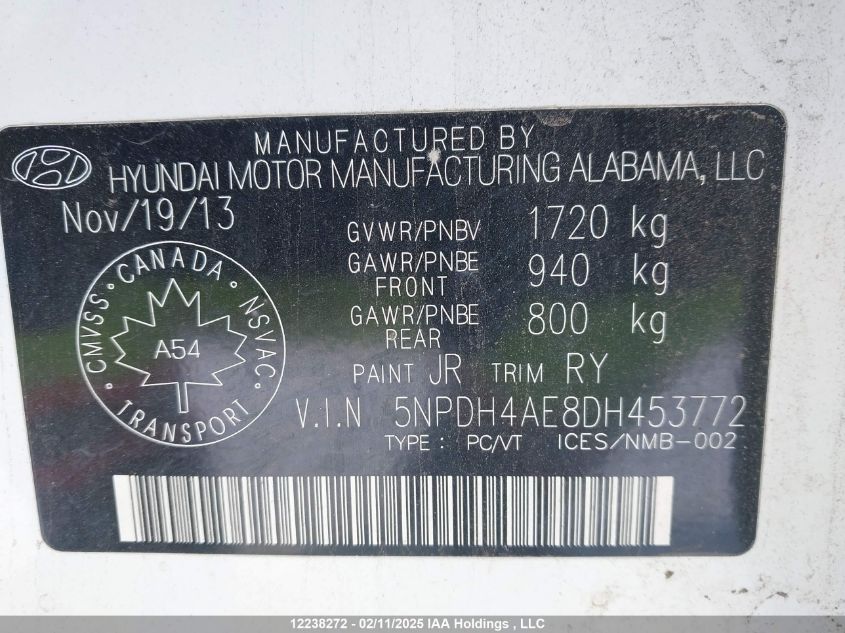 MANUFACTURED BY
HYUNDAI MOTOR MANUFACTURING ALABAMA, LLC
Nov/19/13
GVWR/PNBV 1720 kg
GAWR/PNBE FRONT 940 kg
GAWR/PNBE REAR 800 kg
CANADA
CMVSS
NSVAC
A54
TRANSPORT
PAINT JR TRIM RY
V.I.N 5NPDH4AE8DH453772
TYPE : PC/VT ICES/NMB-002
12238272 - 02/11/2025 IAA Holdings , LLC